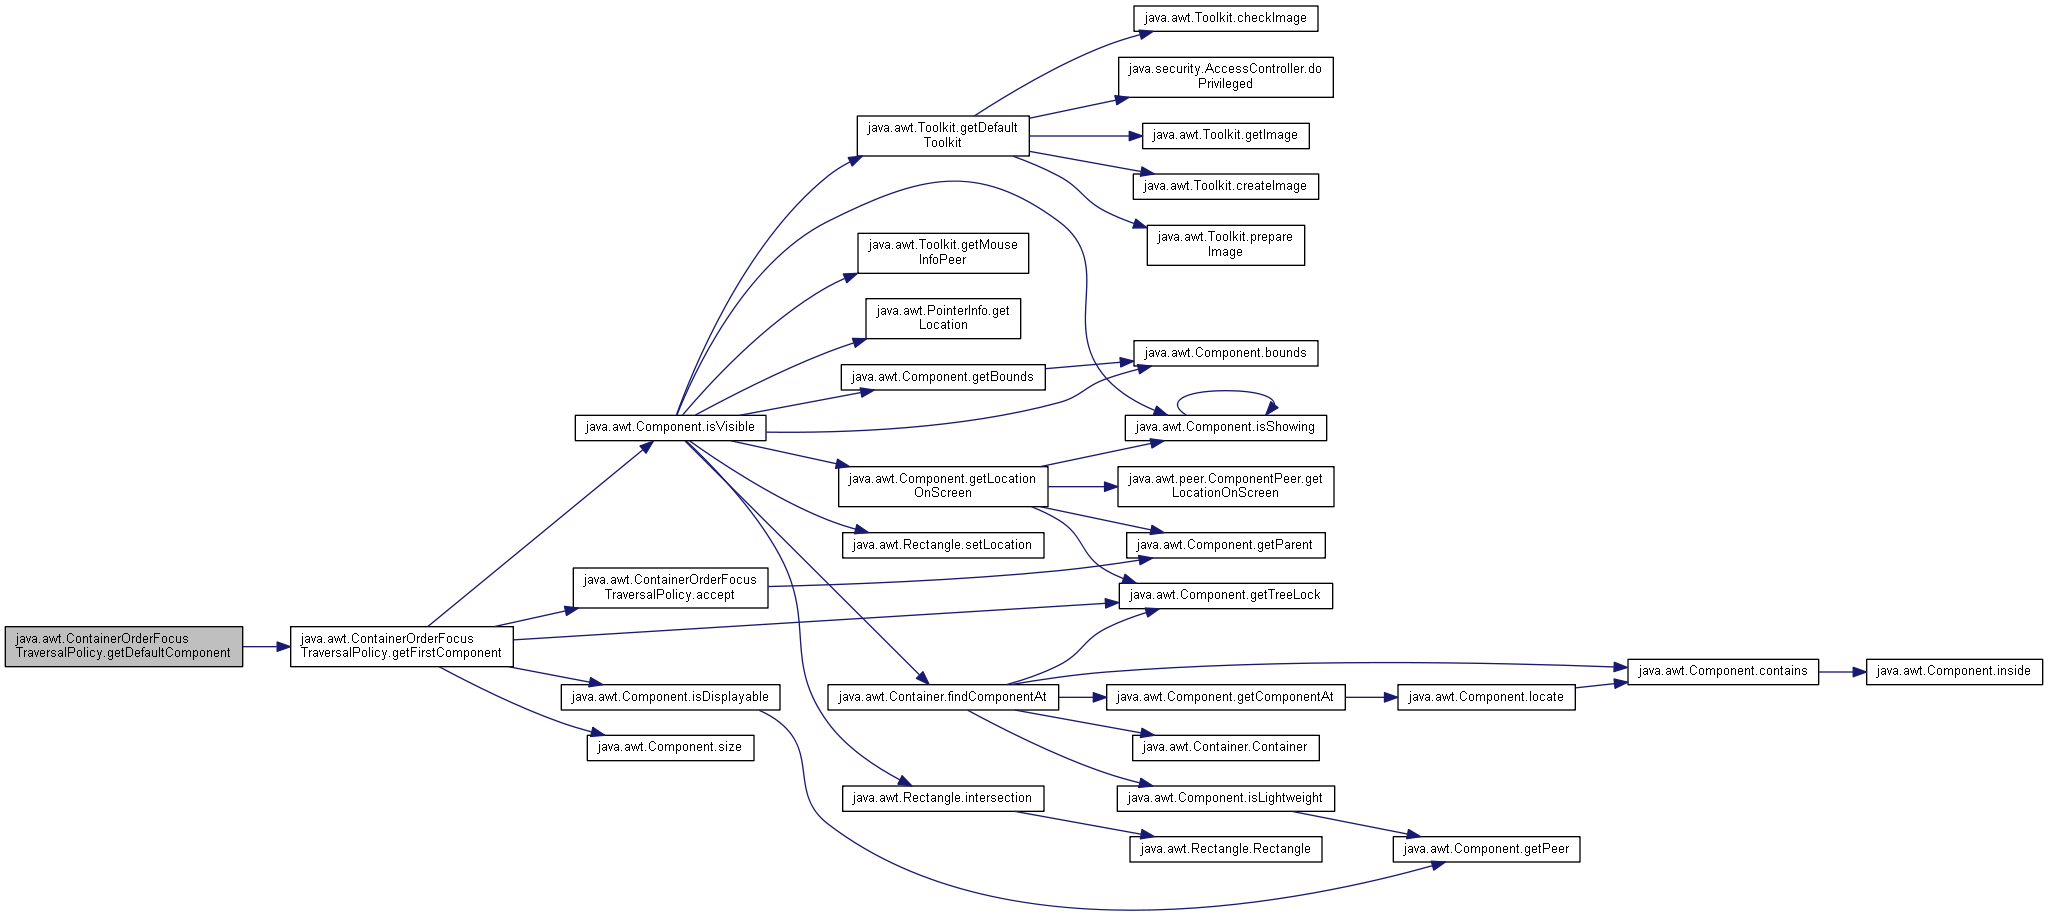 java.awt.Toolkit.checkImage
java.security.AccessController.do
Privileged
java.awt.Toolkit.getDefault
Toolkit
java.awt.Toolkit.getImage
java.awt.Toolkit.createImage
java.awt.Toolkit.prepare
Image
java.awt.Toolkit.getMouse
InfoPeer
java.awt.PointerInfo.get
Location
java.awt.Component.bounds
java.awt.Component.getBounds
java.awt.Component.isVisible
java.awt.Component.isShowing
java.awt.Component.getLocation
OnScreen
java.awt.peer.ComponentPeer.get
LocationOnScreen
java.awt.Rectangle.setLocation
java.awt.Component.getParent
java.awt.ContainerOrderFocus
TraversalPolicy.accept
java.awt.Component.getTreeLock
java.awt.ContainerOrderFocus
TraversalPolicy.getDefaultComponent
java.awt.ContainerOrderFocus
TraversalPolicy.getFirstComponent
java.awt.Component.contains
java.awt.Component.inside
java.awt.Component.isDisplayable
java.awt.Container.findComponentAt
java.awt.Component.getComponentAt
java.awt.Component.locate
java.awt.Component.size
java.awt.Container.Container
java.awt.Rectangle.intersection
java.awt.Component.isLightweight
java.awt.Rectangle.Rectangle
java.awt.Component.getPeer